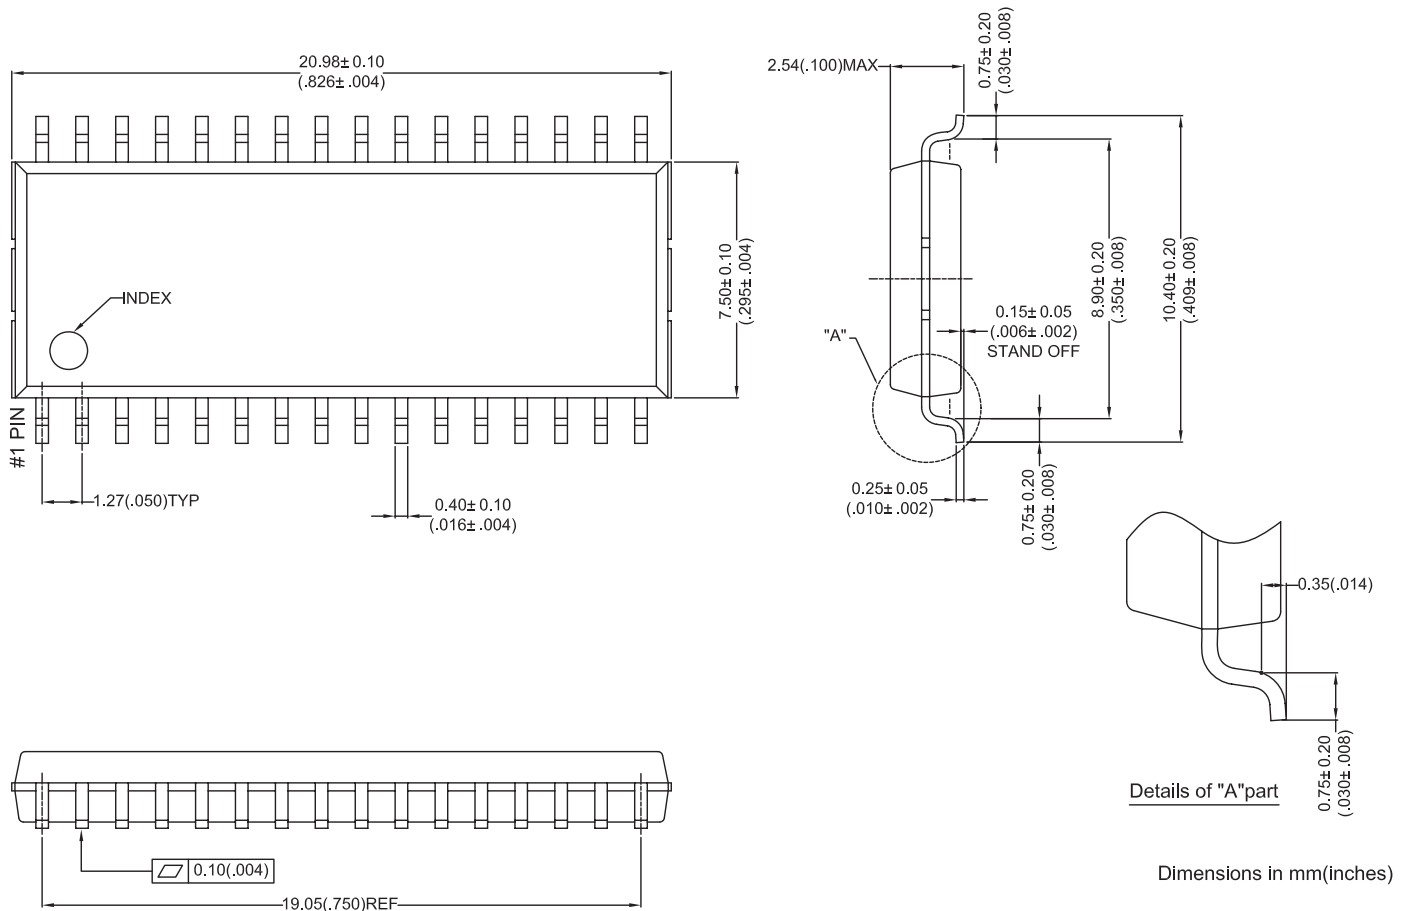 20.98± 0.10
(.826± .004)
2.54(.100)MAX
0.75± 0.20
(.030± .008)
INDEX
7.50± 0.10
(.295± .004)
"A"
0.15± 0.05
(.006± .002)
STAND OFF
8.90± 0.20
(.350± .008)
10.40± 0.20
(.409± .008)
#1 PIN
1.27(.050)TYP
0.40± 0.10
(.016± .004)
0.25± 0.05
(.010± .002)
0.75± 0.20
(.030± .008)
0.35(.014)
0.75± 0.20
(.030± .008)
Details of "A"part
0.10(.004)
19.05(.750)REF
Dimensions in mm(inches)